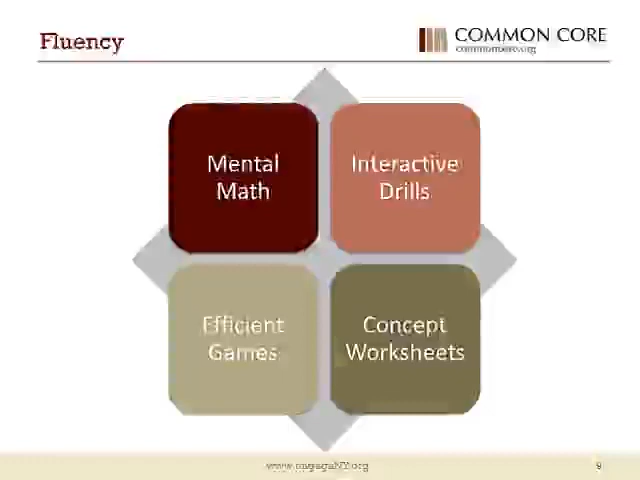 Fluency
COMMON CORE
commoncore.org
Mental
Math
Interactive
Drills
Efficient
Games
Concept
Worksheets
www.engageNY.org
9